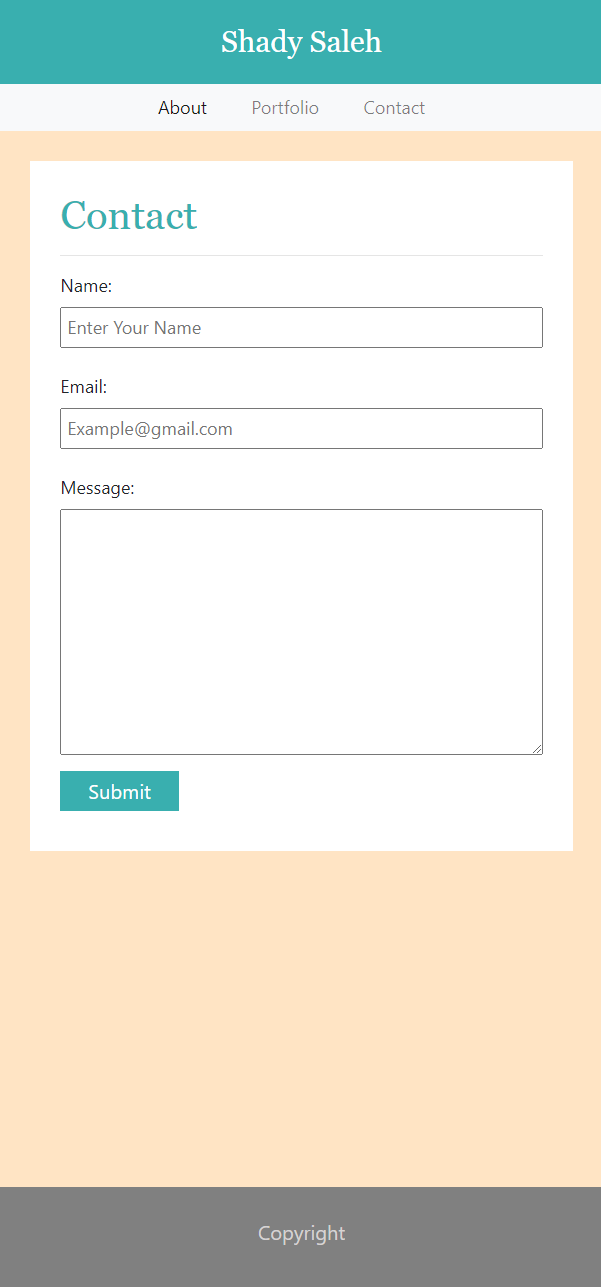 Shady Saleh
About Portfolio Contact
Contact
Name:
Enter Your Name
Email:
Example@gmail.com
Message:
Submit
Copyright